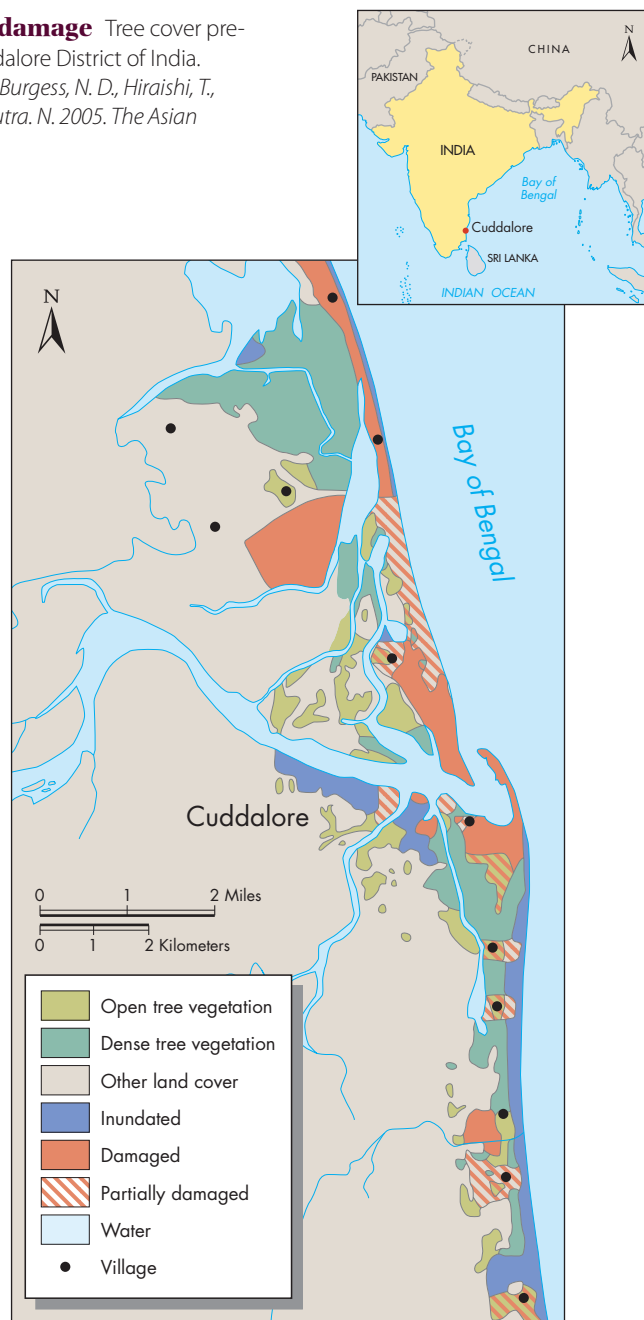 damage Tree cover pre-
dalore District of India.
Burgess, N. D., Hiraishi, T.,
utra. N. 2005. The Asian
N
CHINA
PAKISTAN
INDIA
Bay of
Bengal
Cuddalore
SRI LANKA
INDIAN OCEAN
N
Bay of Bengal
Cuddalore
0 1 2 Miles
0 1 2 Kilometers
Open tree vegetation
Dense tree vegetation
Other land cover
Inundated
Damaged
Partially damaged
Water
Village